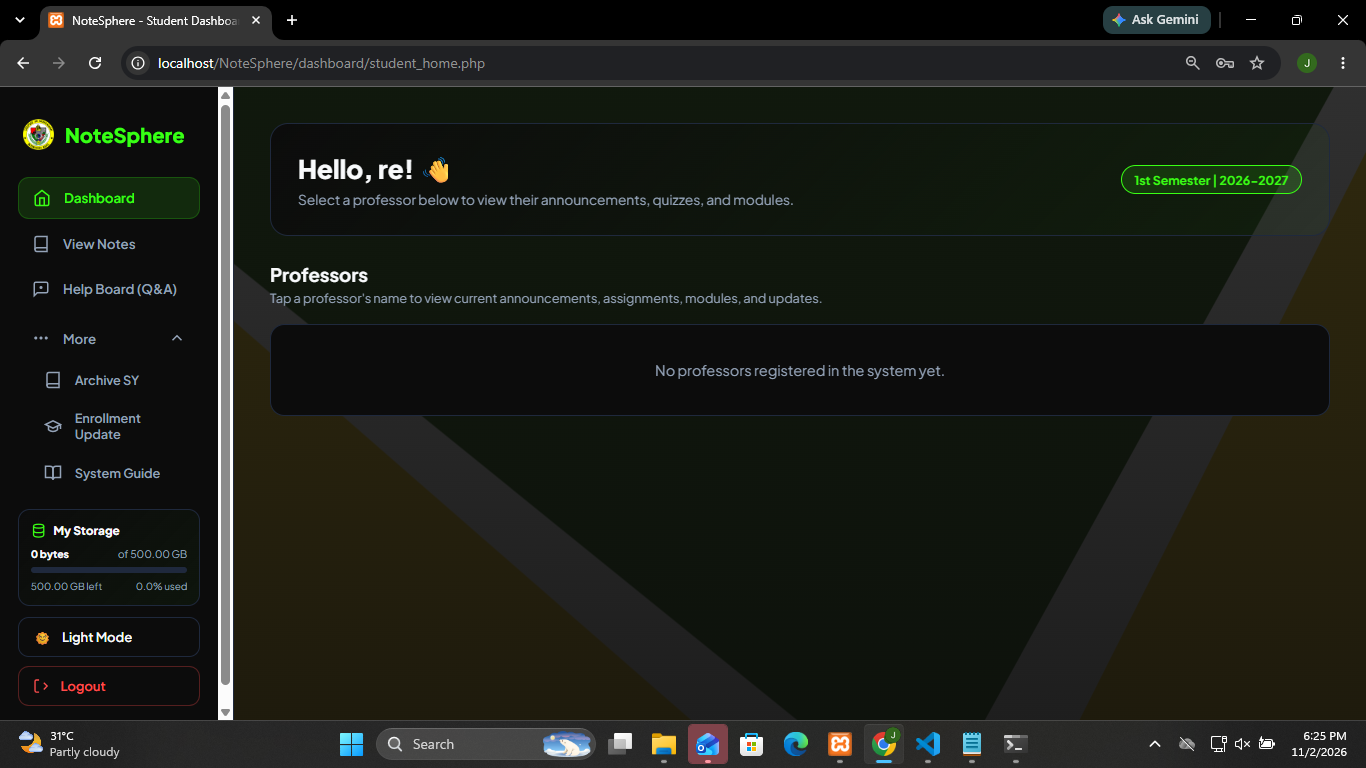 NoteSphere - Student Dashboa
Ask Gemini
localhost/NoteSphere/dashboard/student_home.php
J
NoteSphere
Dashboard
View Notes
Help Board (Q&A)
More
Archive SY
Enrollment
Update
System Guide
My Storage
0 bytes of 500.00 GB
500.00 GB left 0.0% used
Light Mode
Logout
Hello, re! 👋
Select a professor below to view their announcements, quizzes, and modules.
1st Semester | 2026-2027
Professors
Tap a professor's name to view current announcements, assignments, modules, and updates.
No professors registered in the system yet.
31°C
Partly cloudy
Search
J
6:25 PM
11/2/2026